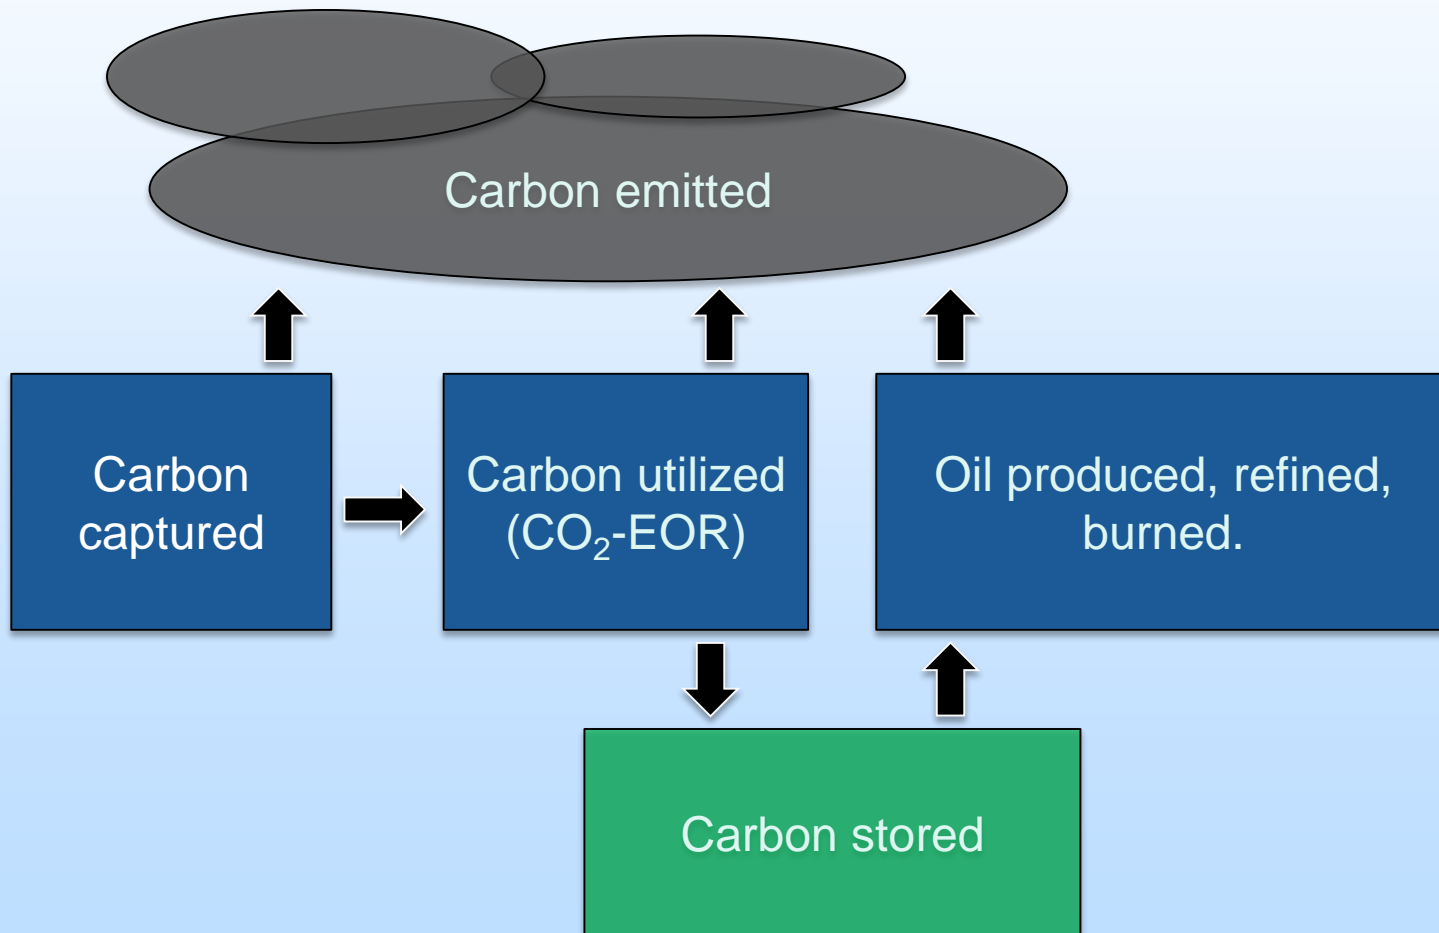 Carbon emitted
Carbon
captured
Carbon utilized
(CO₂-EOR)
Oil produced, refined,
burned.
Carbon stored